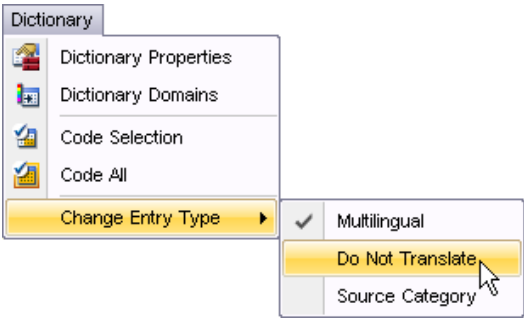 Dictionary
Dictionary Properties
Dictionary Domains
Code Selection
Code All
Change Entry Type
Multilingual
Do Not Translate
Source Category